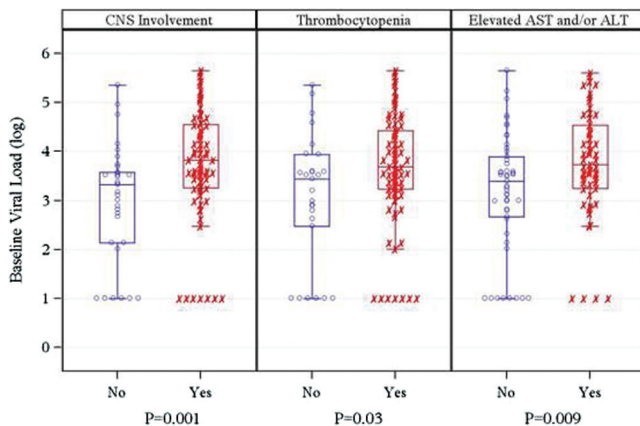 CNS Involvement
Thrombocytopenia
Elevated AST and/or ALT
Baseline Viral Load (log)
6
5
4
3
2
1
0
No Yes No Yes No Yes
P=0.001 P=0.03 P=0.009